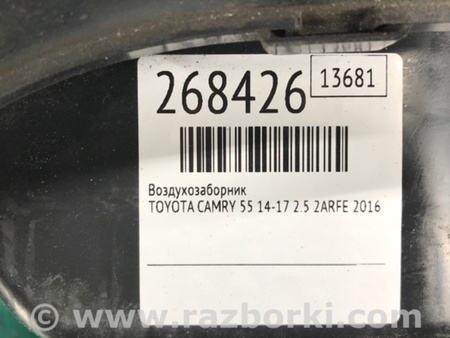 268426
13681
Воздухозаборник
TOYOTA CAMRY 55 14-17 2.5 2ARFE 2016
© www.razborki.com